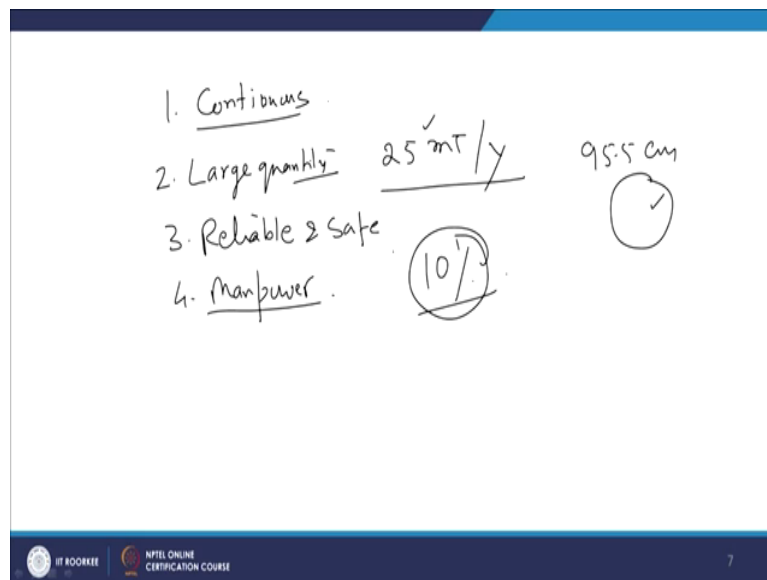 1. Continuous
2. Large quantity 25 mT/y 95.5 cm
3. Reliable & Safe
4. Manpower 10%
IIT ROORKEE NPTEL ONLINE
CERTIFICATION COURSE
7